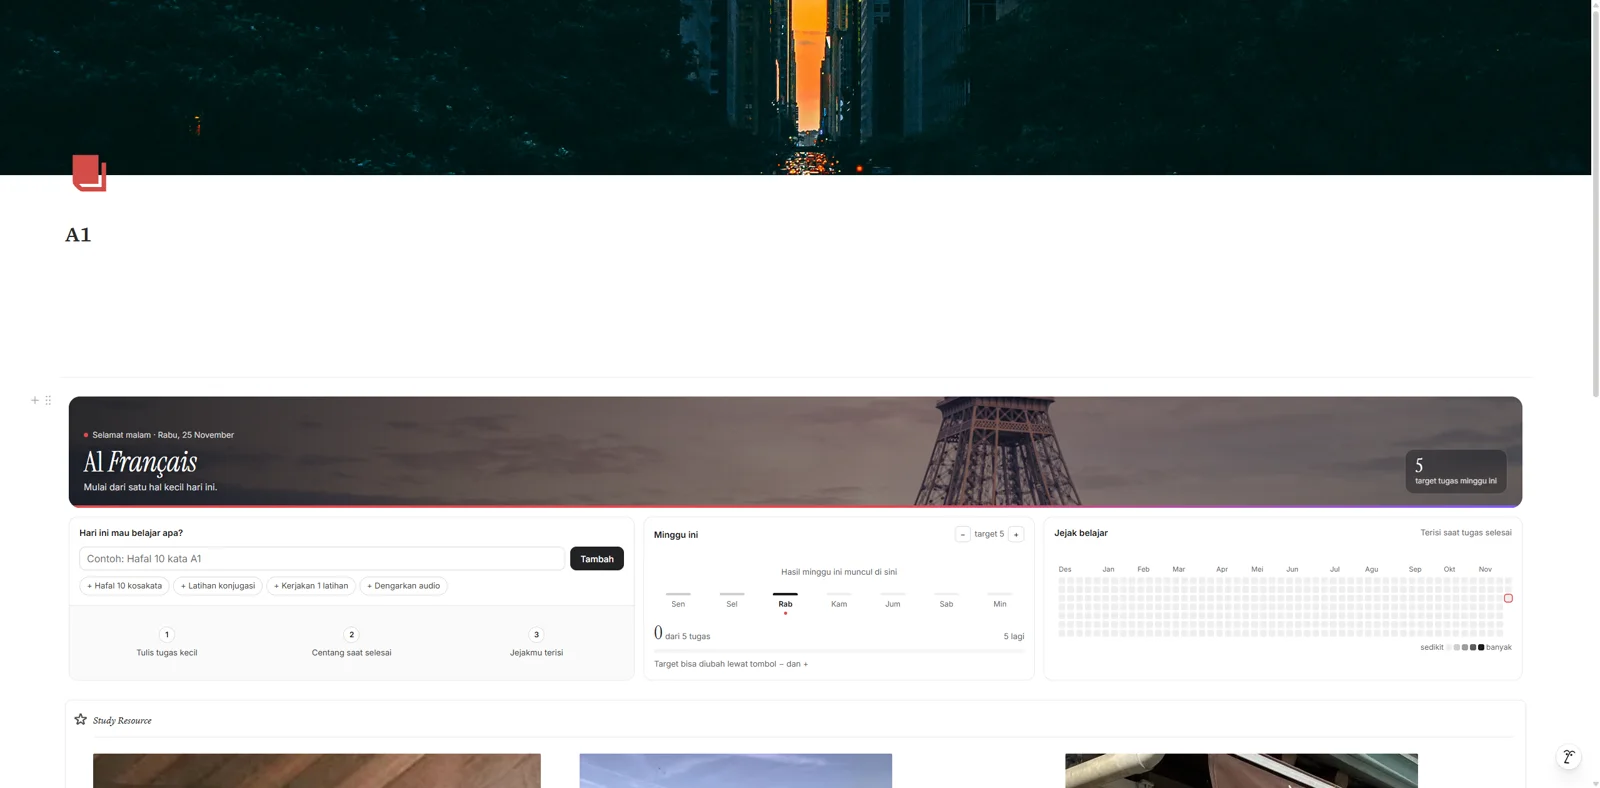 A1
Selamat malam · Rabu, 25 November
A1 Français
Mulai dari satu hal kecil hari ini.
5
target tugas minggu ini
Hari ini mau belajar apa?
Contoh: Hafal 10 kata A1
Tambah
+ Hafal 10 kosakata
+ Latihan konjugasi
+ Kerjakan 1 latihan
+ Dengarkan audio
1
Tulis tugas kecil
2
Centang saat selesai
3
Jejakmu terisi
Minggu ini
− target 5 +
Hasil minggu ini muncul di sini
Sen Sel Rab Kam Jum Sab Min
0 dari 5 tugas
5 lagi
Target bisa diubah lewat tombol − dan +
Jejak belajar
Terisi saat tugas selesai
Des Jan Feb Mar Apr Mei Jun Jul Agu Sep Okt Nov
sedikit banyak
Study Resource